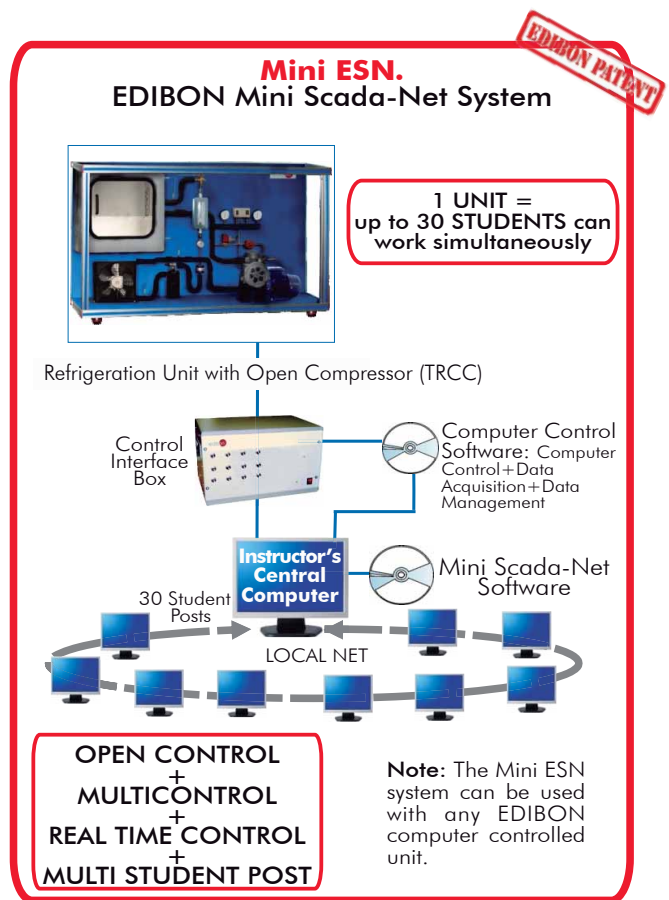 EDIBON PATENT
Mini ESN.
EDIBON Mini Scada-Net System
1 UNIT =
up to 30 STUDENTS can
work simultaneously
Refrigeration Unit with Open Compressor (TRCC)
Control
Interface
Box
Computer Control
Software: Computer
Control+Data
Acquisition+Data
Management
Instructor's
Central
Computer
Mini Scada-Net
Software
30 Student
Posts
LOCAL NET
OPEN CONTROL
+
MULTICONTROL
+
REAL TIME CONTROL
+
MULTI STUDENT POST
Note: The Mini ESN
system can be used
with any EDIBON
computer controlled
unit.